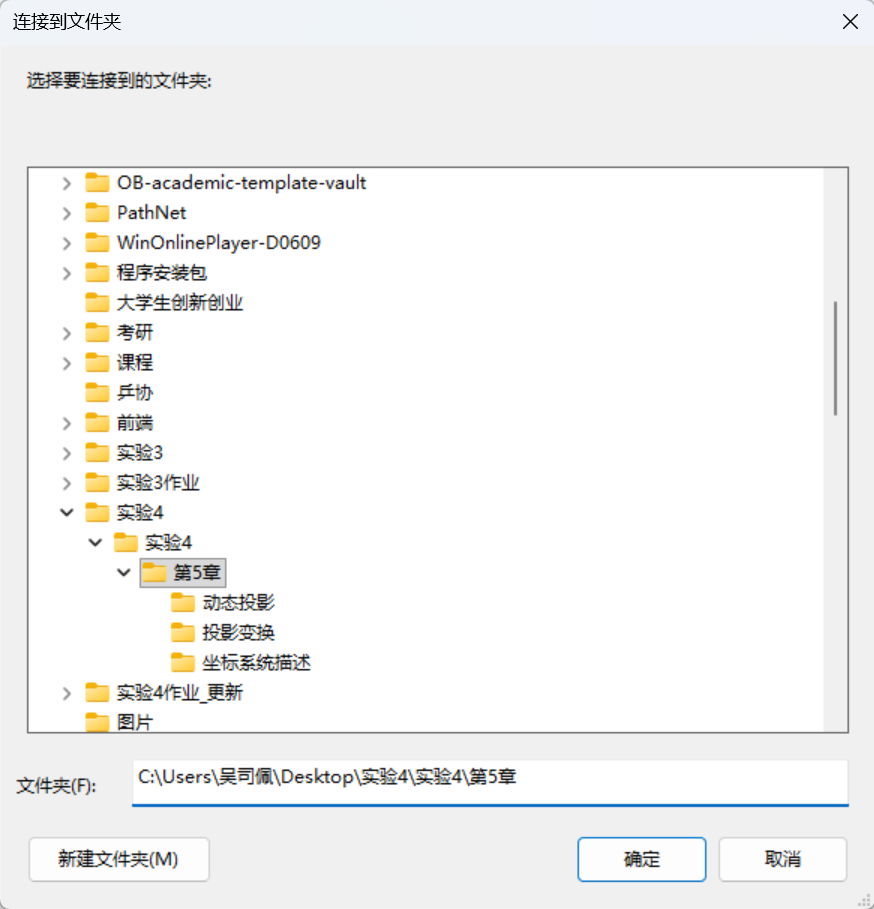 连接到文件夹
选择要连接到的文件夹:
OB-academic-template-vault
PathNet
WinOnlinePlayer-D0609
程序安装包
大学生创新创业
考研
课程
乒协
前端
实验3
实验3作业
实验4
实验4
第5章
动态投影
投影变换
坐标系统描述
实验4作业_更新
图片
文件夹(F):
C:\Users\吴司佩\Desktop\实验4\实验4\第5章
新建文件夹(M)
确定
取消